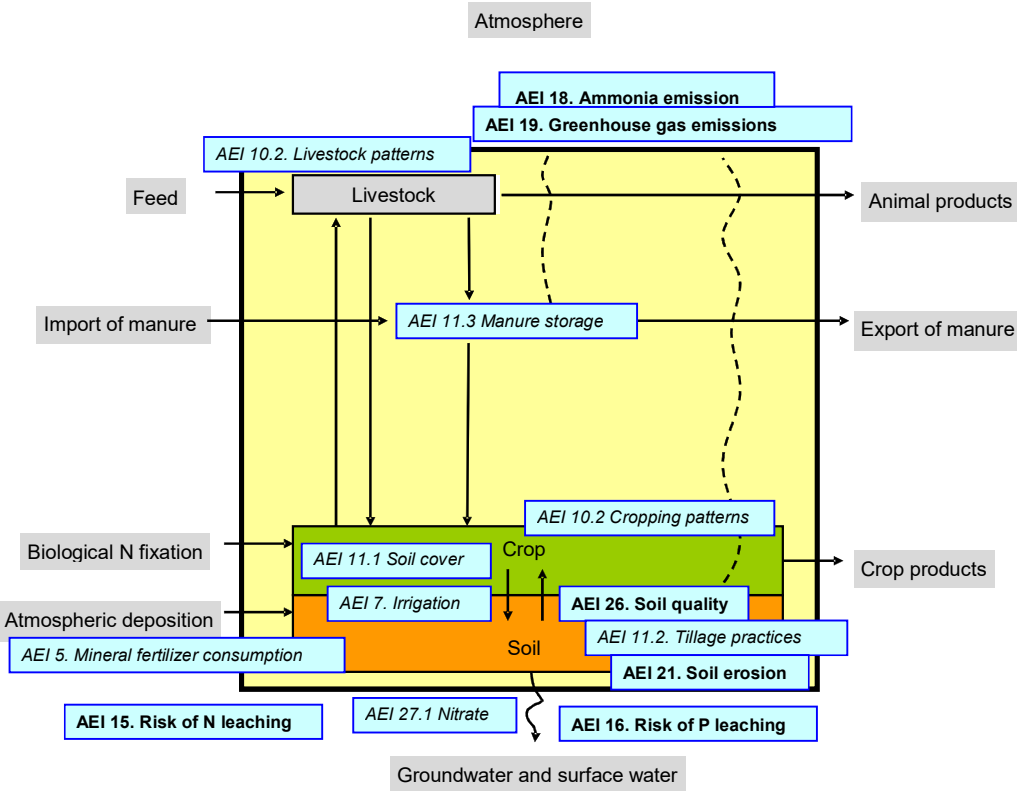 Atmosphere
AEI 18. Ammonia emission
AEI 19. Greenhouse gas emissions
AEI 10.2. Livestock patterns
Feed
Livestock
Animal products
Import of manure
AEI 11.3 Manure storage
Export of manure
AEI 10.2 Cropping patterns
Biological N fixation
AEI 11.1 Soil cover
Crop
Crop products
AEI 7. Irrigation
AEI 26. Soil quality
Atmospheric deposition
AEI 11.2. Tillage practices
AEI 5. Mineral fertilizer consumption
Soil
AEI 21. Soil erosion
AEI 15. Risk of N leaching
AEI 27.1 Nitrate
AEI 16. Risk of P leaching
Groundwater and surface water